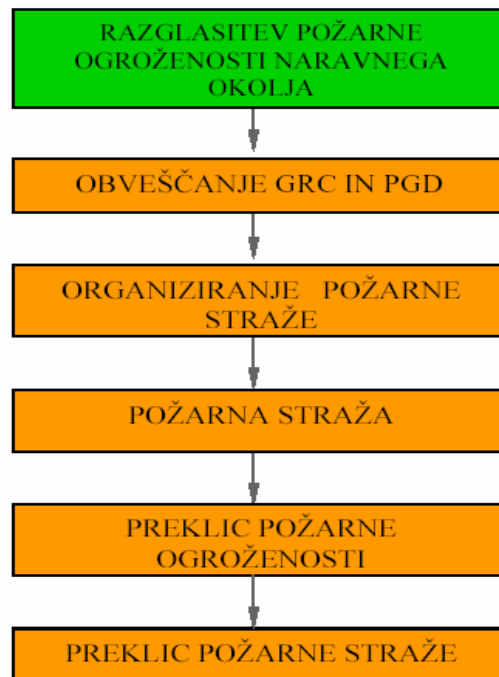 RAZGLASITEV POŽARNE
OGROŽENOSTI NARAVNEGA
OKOLJA
OBVEŠČANJE GRC IN PGD
ORGANIZIRANJE POŽARNE
STRAŽE
POŽARNA STRAŽA
PREKLIC POŽARNE
OGROŽENOSTI
PREKLIC POŽARNE STRAŽE